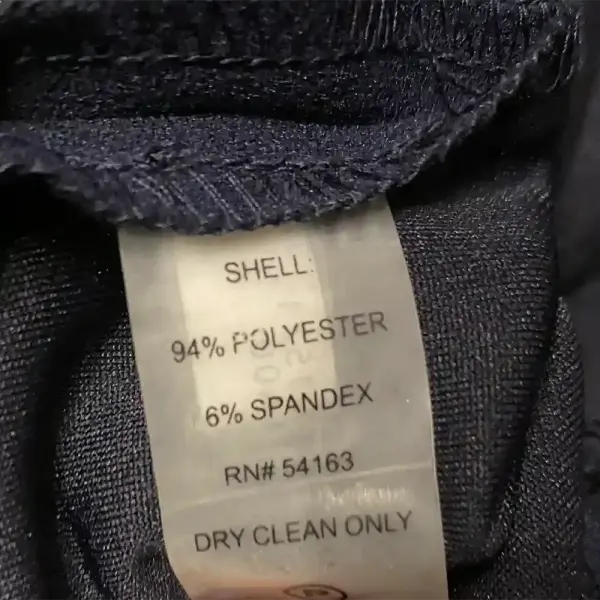 SHELL:
94% POLYESTER
6% SPANDEX
RN# 54163
DRY CLEAN ONLY